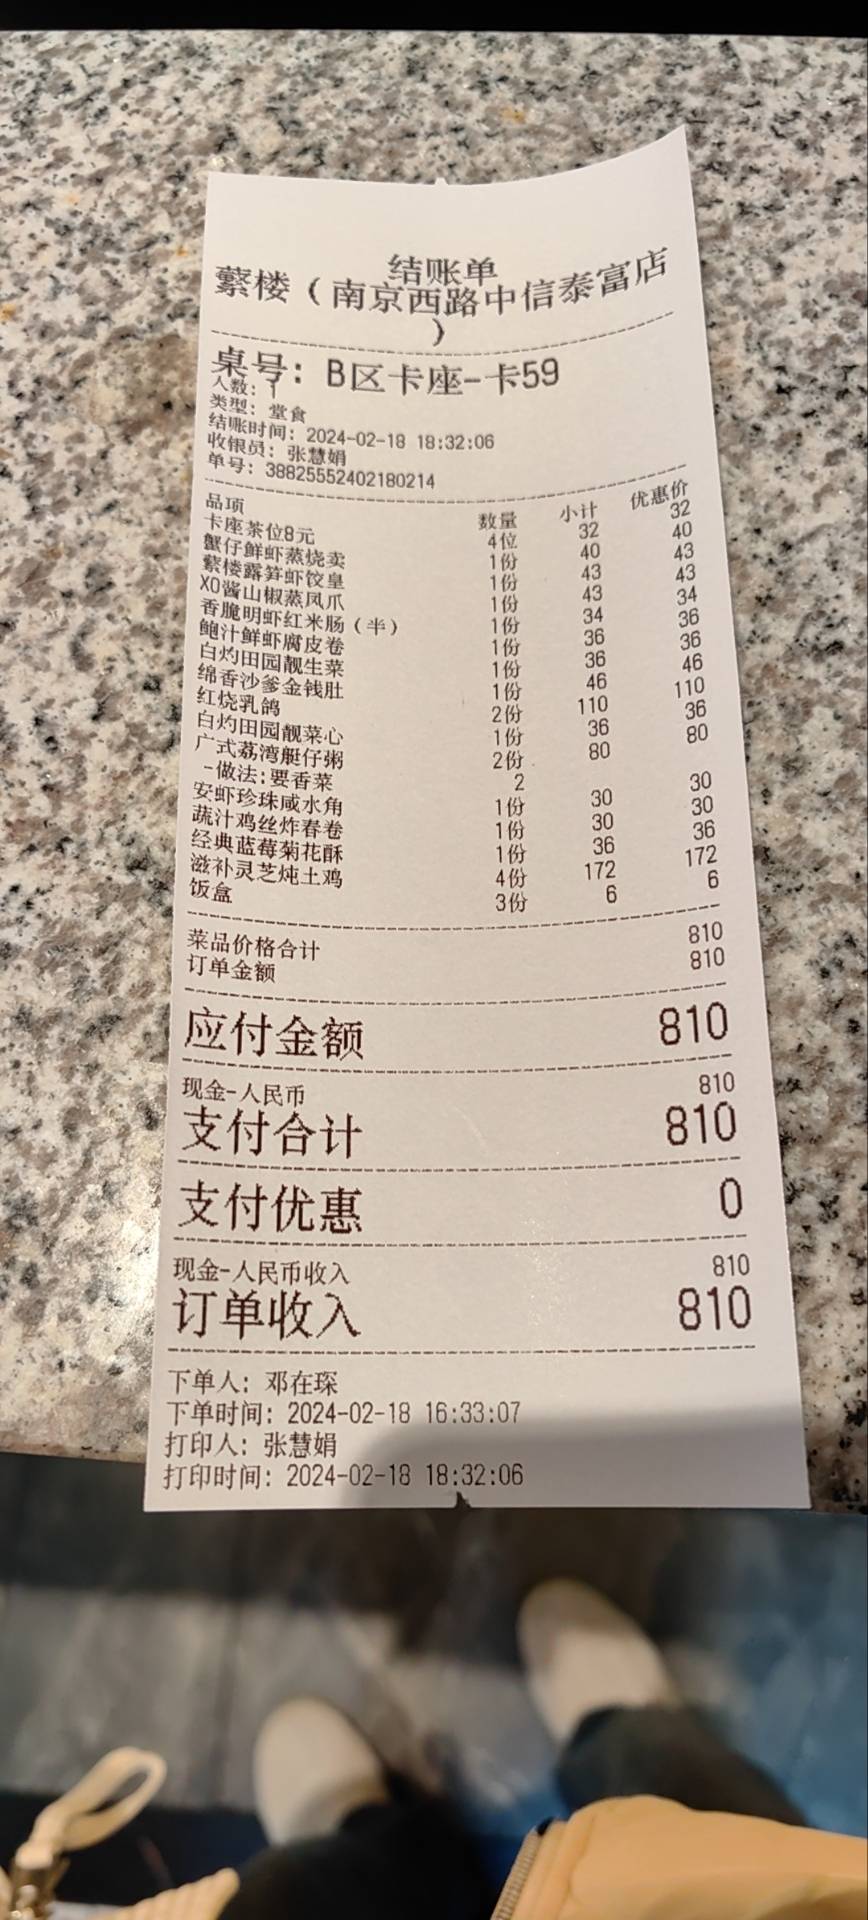 结账单
蘩楼（南京西路中信泰富店
）
桌号: B区卡座-卡59
人数: 1
类型: 堂食
结账时间: 2024-02-18 18:32:06
收银员: 张慧娟
单号: 38825552402180214
品项 数量 小计 优惠价
卡座茶位8元 4位 32 32
蟹仔鲜虾蒸烧卖 1份 40 40
蘩楼露笋虾饺皇 1份 43 43
XO酱山椒蒸凤爪 1份 43 43
香脆明虾红米肠（半） 1份 34 34
鲍汁鲜虾腐皮卷 1份 36 36
白灼田园靓生菜 1份 36 36
绵香沙爹金钱肚 1份 46 46
红烧乳鸽 2份 110 110
白灼田园靓菜心 1份 36 36
广式荔湾艇仔粥 2份 80 80
-做法:要香菜 2
安虾珍珠咸水角 1份 30 30
蔬汁鸡丝炸春卷 1份 30 30
经典蓝莓菊花酥 1份 36 36
滋补灵芝炖土鸡 4份 172 172
饭盒 3份 6 6
菜品价格合计 810
订单金额 810
应付金额 810
现金-人民币 810
支付合计 810
支付优惠 0
现金-人民币收入 810
订单收入 810
下单人: 邓在琛
下单时间: 2024-02-18 16:33:07
打印人: 张慧娟
打印时间: 2024-02-18 18:32:06